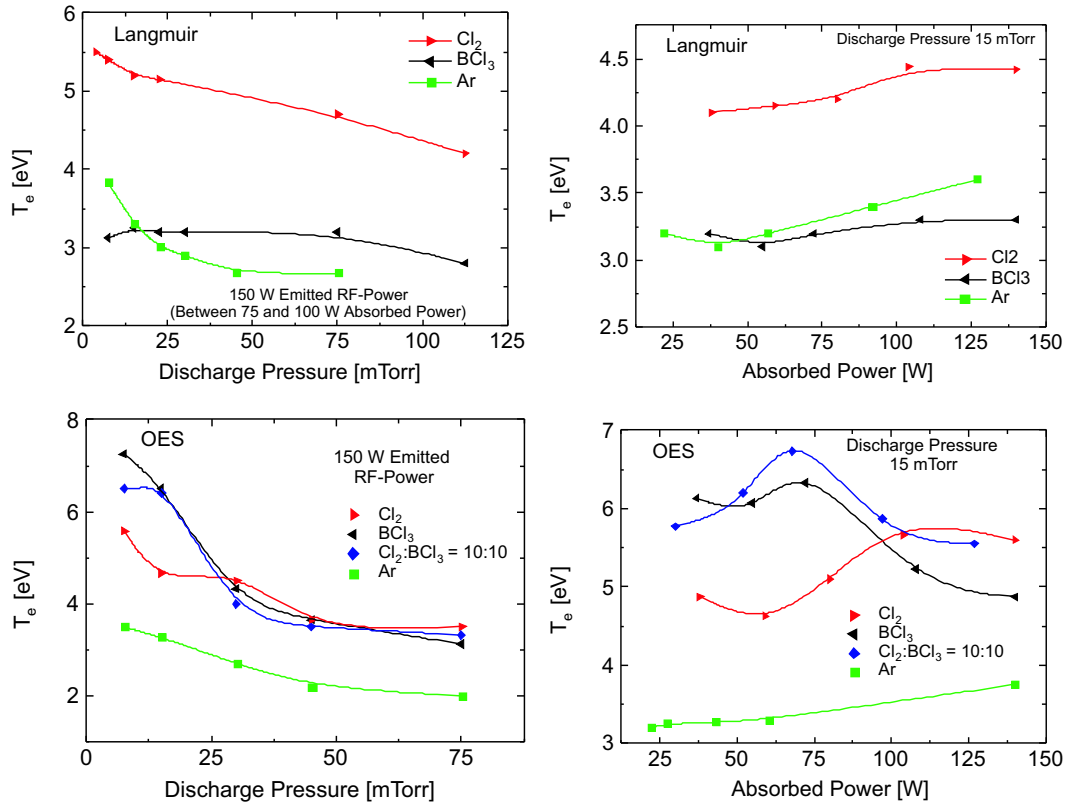 Langmuir
Cl2
BCl3
Ar
150 W Emitted RF-Power
(Between 75 and 100 W Absorbed Power)
6
5
4
3
2
0
25
50
75
100
125
Te [eV]
Discharge Pressure [mTorr]
Langmuir
Discharge Pressure 15 mTorr
Cl2
BCl3
Ar
4.5
4.0
3.5
3.0
2.5
25
50
75
100
125
150
Te [eV]
Absorbed Power [W]
OES
150 W Emitted
RF-Power
Cl2
BCl3
Cl2:BCl3 = 10:10
Ar
8
6
4
2
0
25
50
75
Te [eV]
Discharge Pressure [mTorr]
OES
Discharge Pressure
15 mTorr
Cl2
BCl3
Cl2:BCl3 = 10:10
Ar
7
6
5
4
3
25
50
75
100
125
150
Te [eV]
Absorbed Power [W]